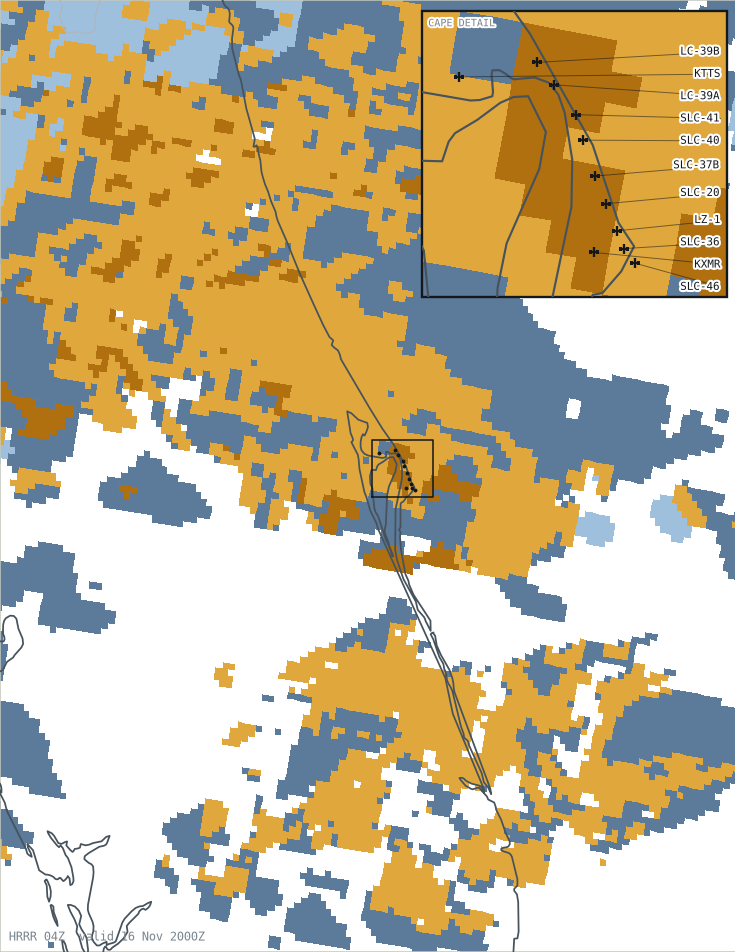 CAPE DETAIL
LC-39B
KTTS
LC-39A
SLC-41
SLC-40
SLC-37B
SLC-20
LZ-1
SLC-36
KXMR
SLC-46
HRRR 04Z valid 16 Nov 2000Z